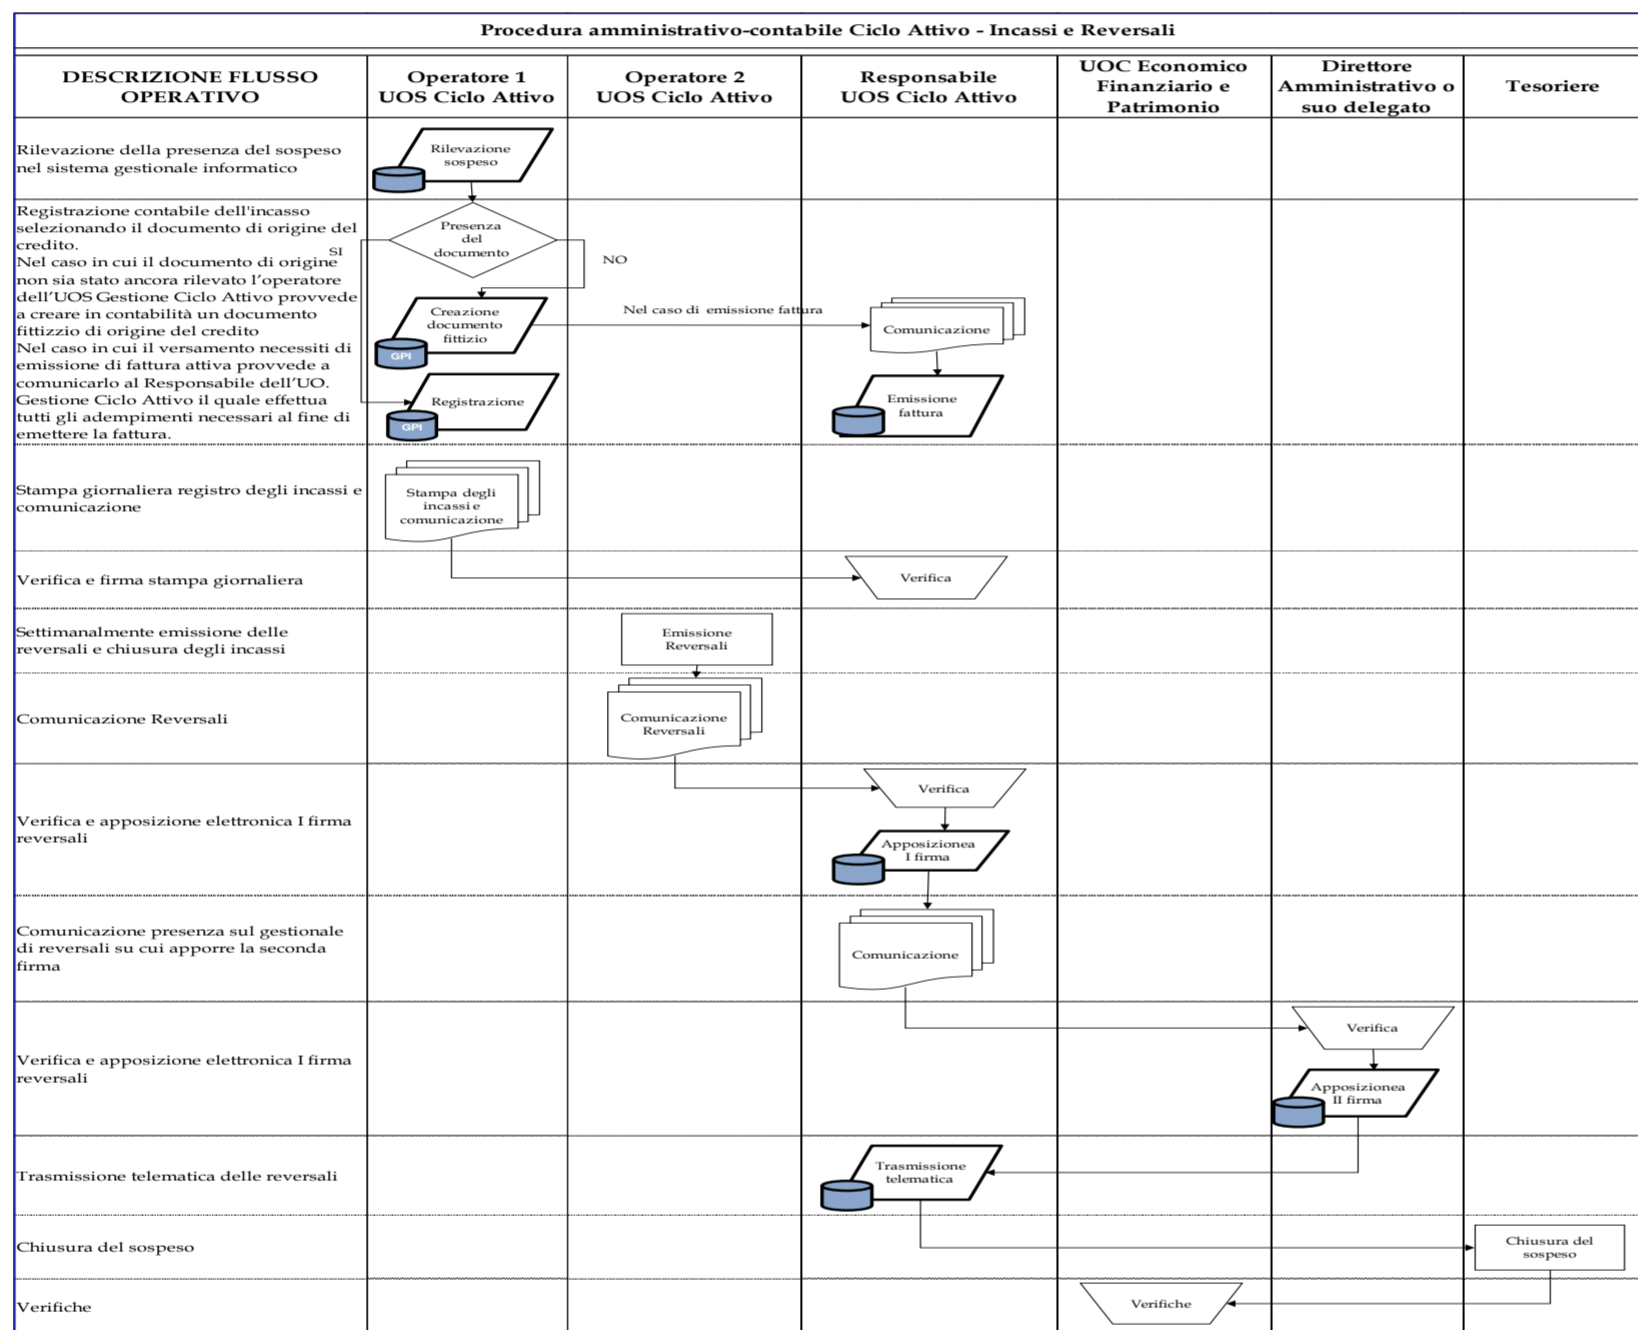 Procedura amministrativo-contabile Ciclo Attivo - Incassi e Reversali
DESCRIZIONE FLUSSO
OPERATIVO
Operatore 1
UOS Ciclo Attivo
Operatore 2
UOS Ciclo Attivo
Responsabile
UOS Ciclo Attivo
UOC Economico
Finanziario e
Patrimonio
Direttore
Amministrativo o
suo delegato
Tesoriere
Rilevazione della presenza del sospeso
nel sistema gestionale informatico
Rilevazione
sospeso
Registrazione contabile dell'incasso
selezionando il documento di origine del
credito.
Nel caso in cui il documento di origine
non sia stato ancora rilevato l’operatore
dell’UOS Gestione Ciclo Attivo provvede
a creare in contabilità un documento
fittizzio di origine del credito
Nel caso in cui il versamento necessiti di
emissione di fattura attiva provvede a
comunicarlo al Responsabile dell’UO.
Gestione Ciclo Attivo il quale effettua
tutti gli adempimenti necessari al fine di
emettere la fattura.
SI
Presenza
del
documento
NO
Creazione
documento
fittizio
GPI
Nel caso di emissione fattura
Comunicazione
Registrazione
GPI
Emissione
fattura
Stampa giornaliera registro degli incassi e
comunicazione
Stampa degli
incassi e
comunicazione
Verifica e firma stampa giornaliera
Verifica
Settimanalmente emissione delle
reversali e chiusura degli incassi
Emissione
Reversali
Comunicazione Reversali
Comunicazione
Reversali
Verifica e apposizione elettronica I firma
reversali
Verifica
Apposizionea
I firma
Comunicazione presenza sul gestionale
di reversali su cui apporre la seconda
firma
Comunicazione
Verifica e apposizione elettronica I firma
reversali
Verifica
Apposizionea
II firma
Trasmissione telematica delle reversali
Trasmissione
telematica
Chiusura del sospeso
Chiusura del
sospeso
Verifiche
Verifiche